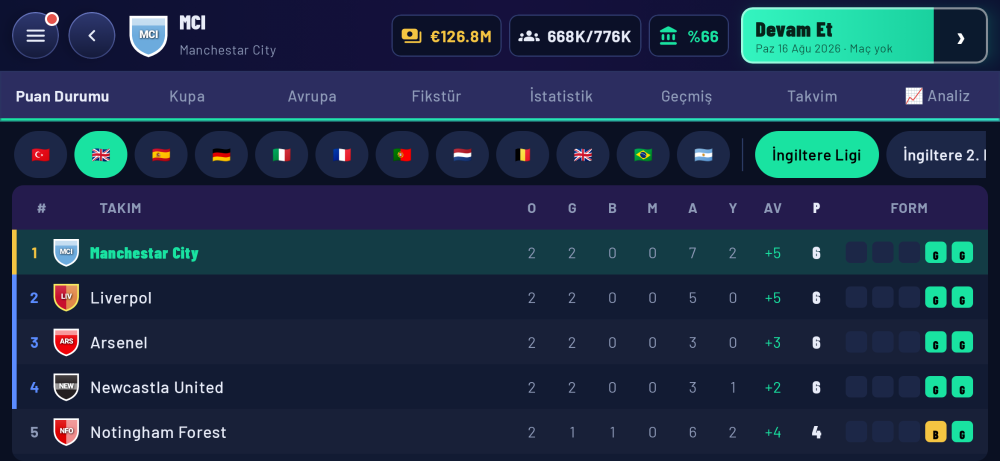 MCI
MCI
Manchestar City
€126.8M
668K/776K
%66
Devam Et
Paz 16 Ağu 2026 · Maç yok
Puan Durumu Kupa Avrupa Fikstür İstatistik Geçmiş Takvim Analiz
İngiltere Ligi İngiltere 2. 
# TAKIM O G B M A Y AV P FORM
1 MCI Manchestar City 2 2 0 0 7 2 +5 6 G G
2 LIV Liverpol 2 2 0 0 5 0 +5 6 G G
3 ARS Arsenel 2 2 0 0 3 0 +3 6 G G
4 NEW Newcastla United 2 2 0 0 3 1 +2 6 G G
5 NFO Notingham Forest 2 1 1 0 6 2 +4 4 B G